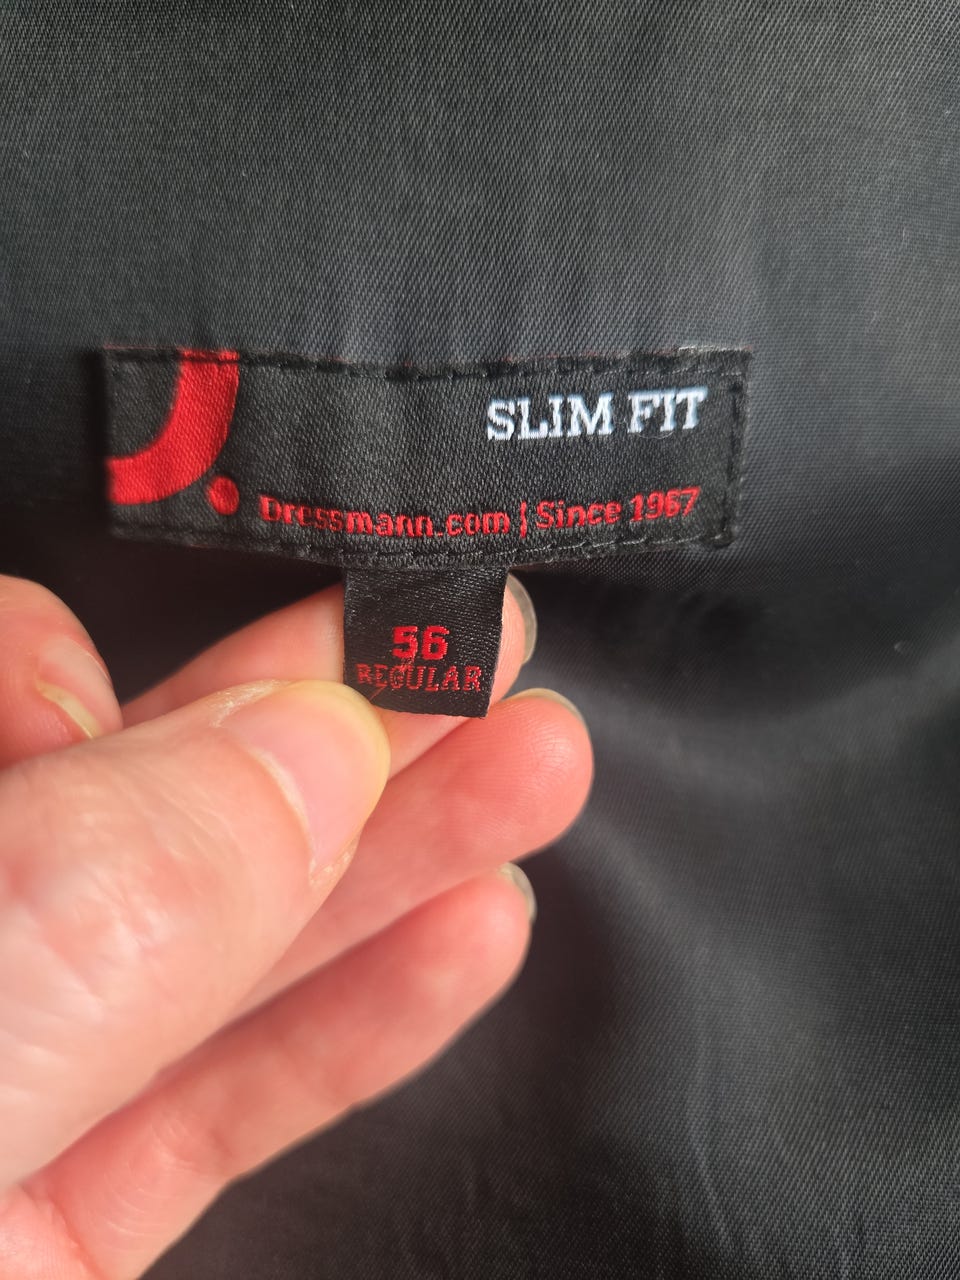 SLIM FIT
Dressmann.com | Since 1967
56
REGULAR